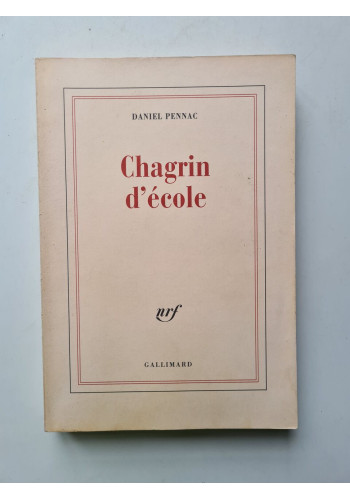 DANIEL PENNAC
Chagrin
d'école
nrf
GALLIMARD